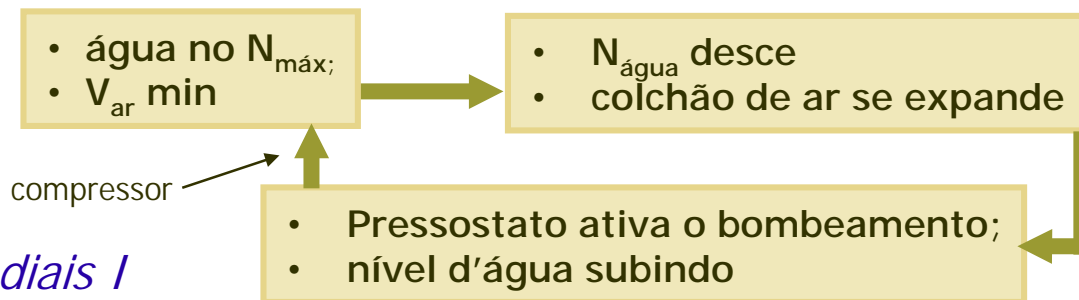 • água no Nmáx;
• Var min
• Nágua desce
• colchão de ar se expande
compressor
• Pressostato ativa o bombeamento;
• nível d'água subindo
diais I